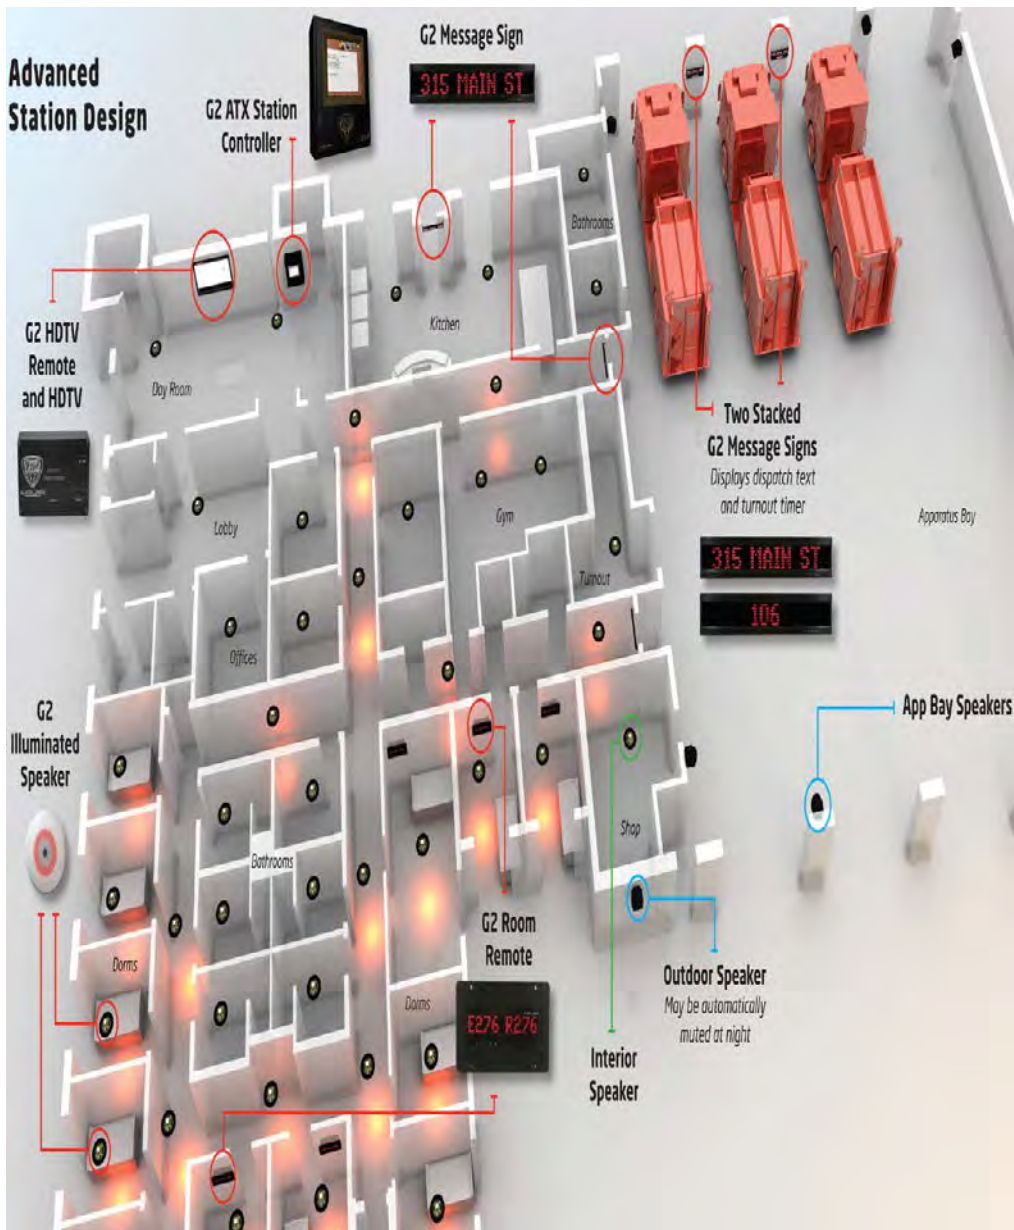 Advanced
Station Design
G2 ATX Station
Controller
G2 Message Sign
315 MAIN ST
Bathrooms
Kitchen
G2 HDTV
Remote
and HDTV
Day Room
Two Stacked
G2 Message Signs
Displays dispatch text
and turnout timer
Lobby
Gym
Apparatus Bay
315 MAIN ST
Turnout
106
Offices
G2
Illuminated
Speaker
App Bay Speakers
Shop
Bathrooms
G2 Room
Remote
Dorms
Dorms
Outdoor Speaker
May be automatically
muted at night
E276 R276
Interior
Speaker